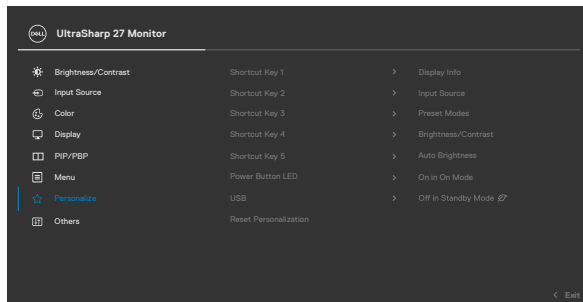 DELL UltraSharp 27 Monitor
Brightness/Contrast Shortcut Key 1 > Display Info
Input Source Shortcut Key 2 > Input Source
Color Shortcut Key 3 > Preset Modes
Display Shortcut Key 4 > Brightness/Contrast
PIP/PBP Shortcut Key 5 > Auto Brightness
Menu Power Button LED > On in On Mode
Personalize USB > Off in Standby Mode
Others Reset Personalization
< Exit